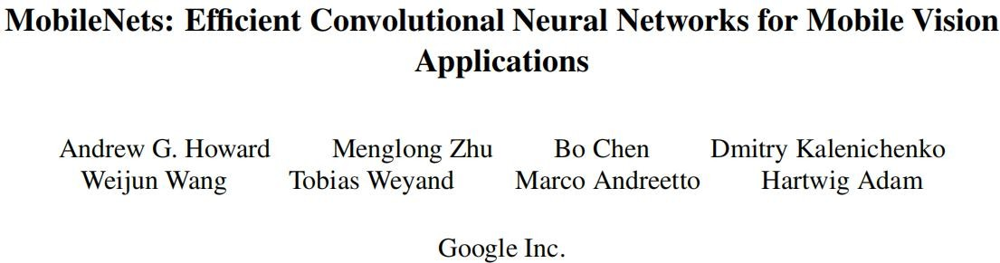 MobileNets: Efficient Convolutional Neural Networks for Mobile Vision
Applications
Andrew G. Howard Menglong Zhu Bo Chen Dmitry Kalenichenko
Weijun Wang Tobias Weyand Marco Andreetto Hartwig Adam
Google Inc.